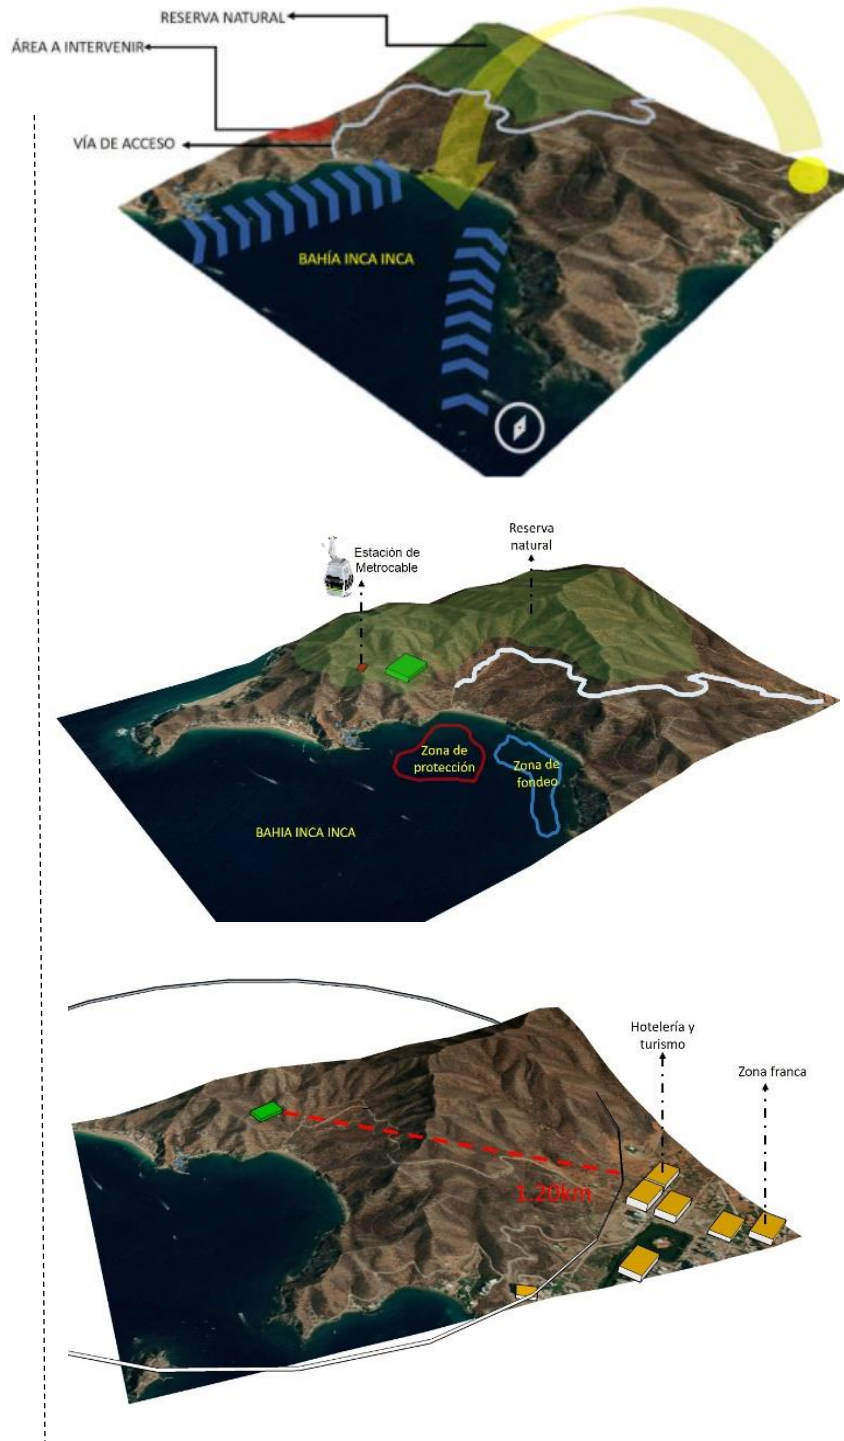 RESERVA NATURAL
ÁREA A INTERVENIR
VÍA DE ACCESO
BAHÍA INCA INCA
Reserva
natural
Estación de
Metrocable
Zona de
protección
Zona de
fondeo
BAHIA INCA INCA
Hotelería y
turismo
Zona franca
1.20km